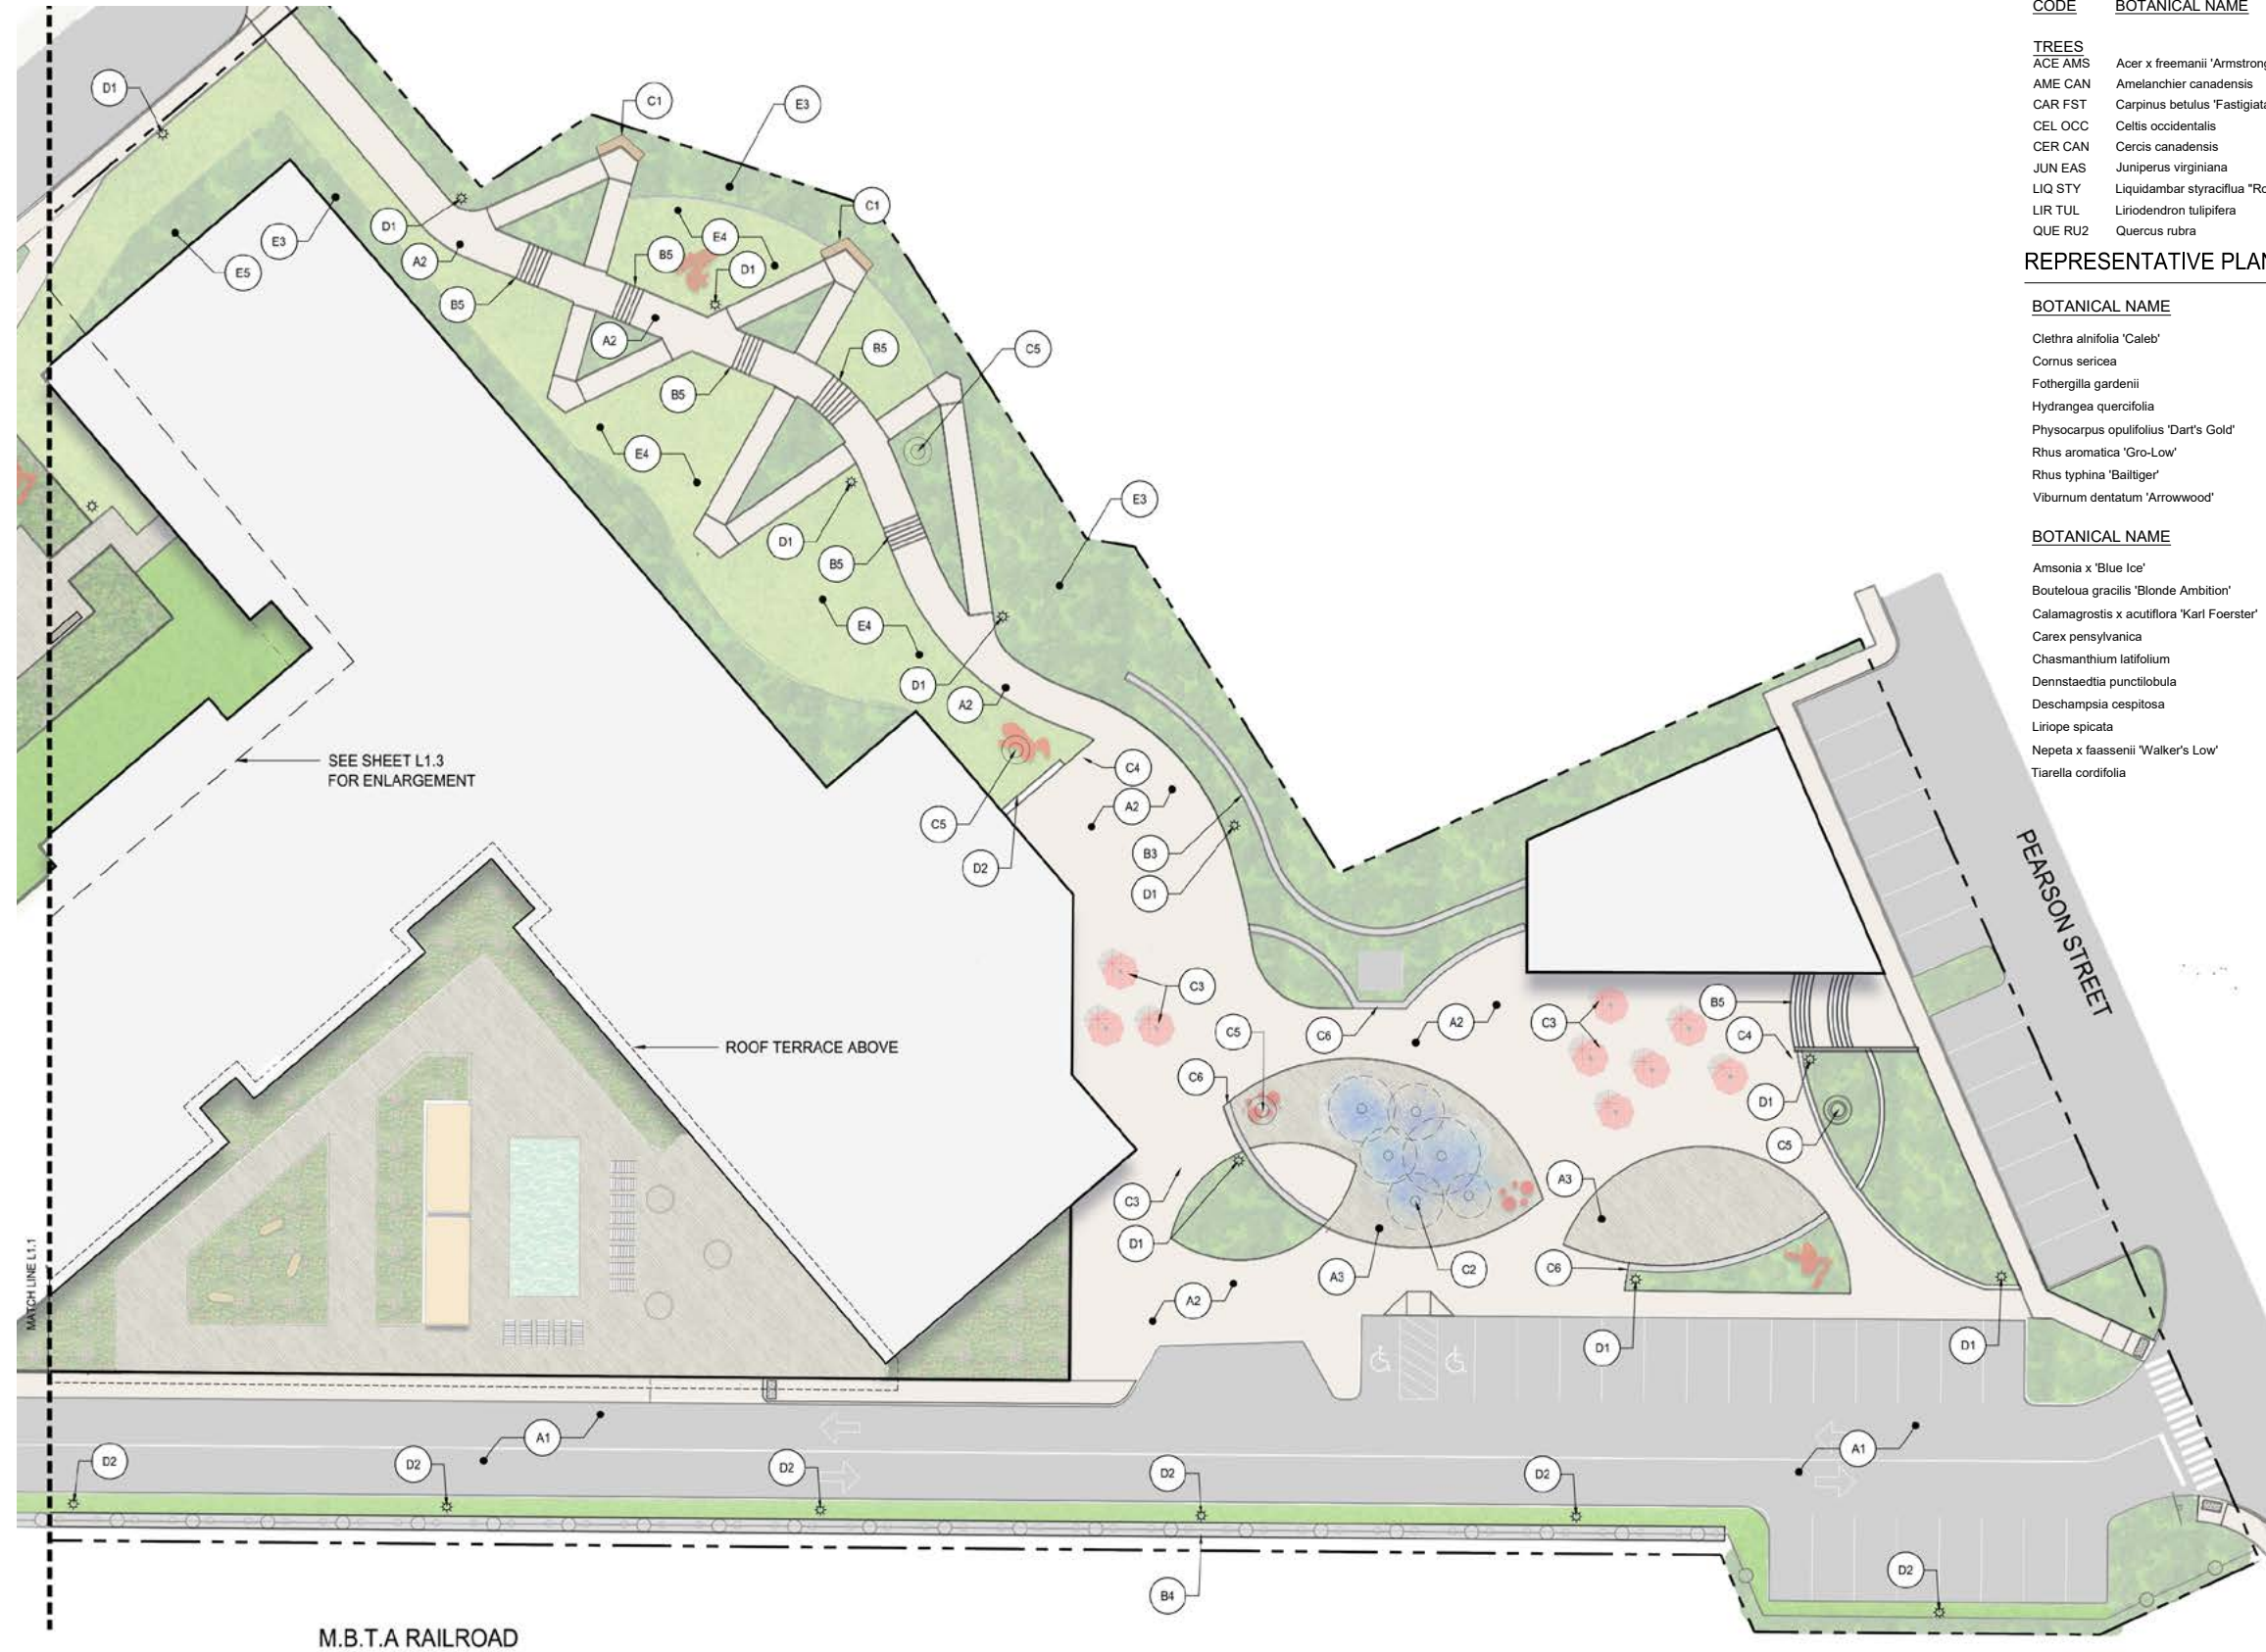 CODE BOTANICAL NAME
TREES
ACE AMS Acer x freemanii 'Armstrong
AME CAN Amelanchier canadensis
CAR FST Carpinus betulus 'Fastigiata
CEL OCC Celtis occidentalis
CER CAN Cercis canadensis
JUN EAS Juniperus virginiana
LIQ STY Liquidambar styraciflua "Ro
LIR TUL Liriodendron tulipifera
QUE RU2 Quercus rubra
REPRESENTATIVE PLAN
BOTANICAL NAME
Clethra alnifolia 'Caleb'
Cornus sericea
Fothergilla gardenii
Hydrangea quercifolia
Physocarpus opulifolius 'Dart's Gold'
Rhus aromatica 'Gro-Low'
Rhus typhina 'Bailtiger'
Viburnum dentatum 'Arrowwood'
BOTANICAL NAME
Amsonia x 'Blue Ice'
Bouteloua gracilis 'Blonde Ambition'
Calamagrostis x acutiflora 'Karl Foerster'
Carex pensylvanica
Chasmanthium latifolium
Dennstaedtia punctilobula
Deschampsia cespitosa
Liriope spicata
Nepeta x faassenii 'Walker's Low'
Tiarella cordifolia
D1
C1
E3
C1
D1
E4
E3
A2
B5
D1
E5
B5
A2
B5
C5
B5
E4
E3
D1
B5
E4
D1
A2
SEE SHEET L1.3
FOR ENLARGEMENT
C4
A2
C5
B3
D2
D1
PEARSON STREET
C3
B5
C5
C6
A2
C3
C4
ROOF TERRACE ABOVE
C6
D1
C5
C3
A3
D1
C6
A3
C2
A2
MATCH LINE L1.1
D1
D1
A1
A1
D2
D2
D2
D2
D2
D2
B4
M.B.T.A RAILROAD